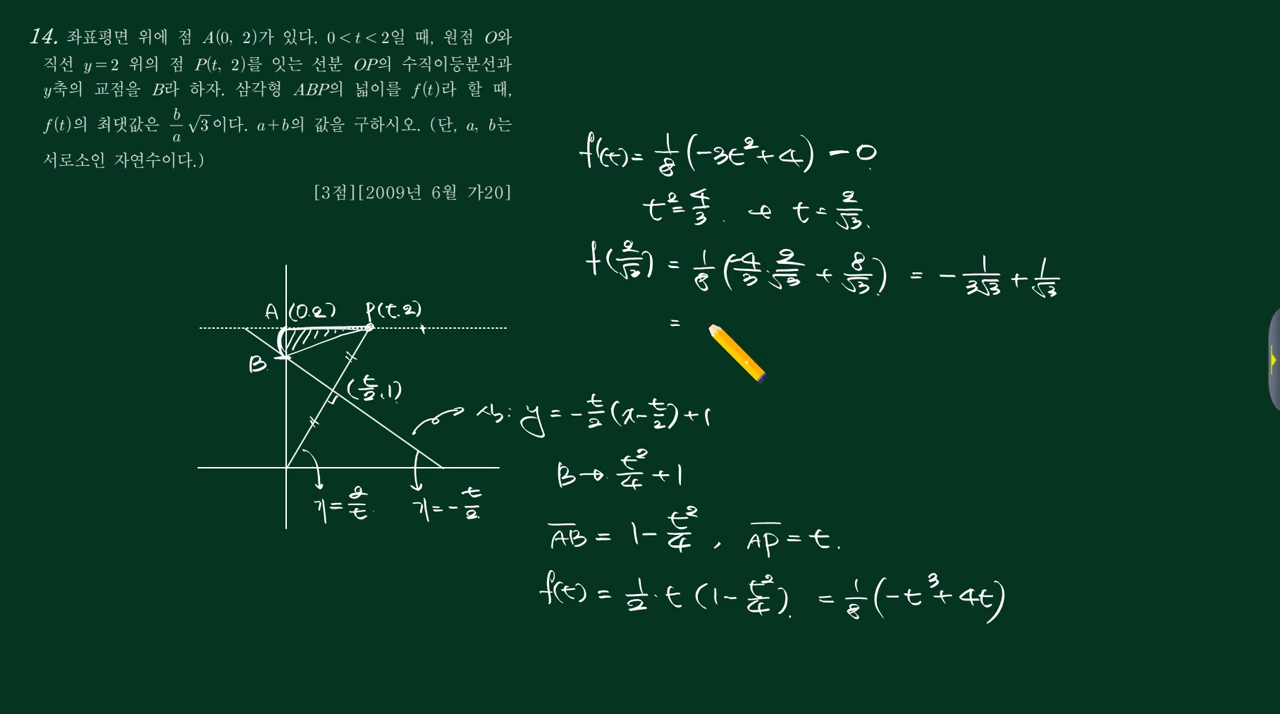 14. 좌표평면 위에 점 A(0, 2)가 있다. 0<t<2일 때, 원점 O와
직선 y=2 위의 점 P(t, 2)를 잇는 선분 OP의 수직이등분선과
y축의 교점을 B라 하자. 삼각형 ABP의 넓이를 f(t)라 할 때,
f(t)의 최댓값은 b/a √3이다. a+b의 값을 구하시오. (단, a, b는
서로소인 자연수이다.)
[3점][2009년 6월 가20]
f'(t) = 1/8 (-3t²+4) - 0
t² = 4/3. → t = 2/√3.
f(2/√3) = 1/8 (-4/3 · 2/√3 + 8/√3) = -1/3√3 + 1/√3
=
A (0.2) P(t.2)
B
(t/2, 1)
기 = 2/t 기 = -t/2
식: y = -t/2 (x - t/2) + 1
B → t²/4 + 1
A̅B̅ = 1 - t²/4 , A̅P̅ = t.
f(t) = 1/2 · t (1 - t²/4) = 1/8 (-t³ + 4t)